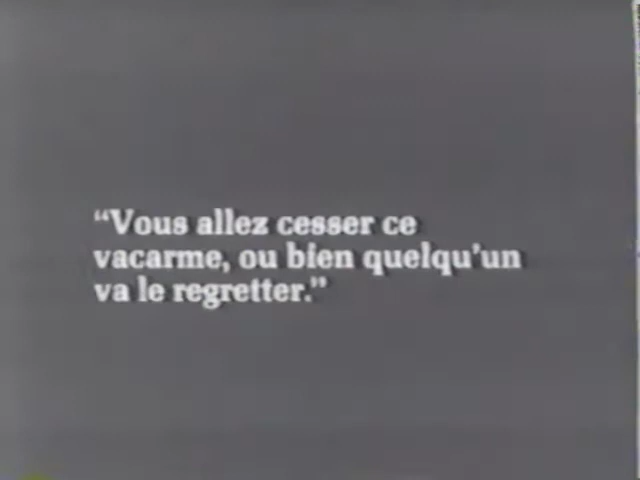 “Vous allez cesser ce
vacarme, ou bien quelqu'un
va le regretter.”